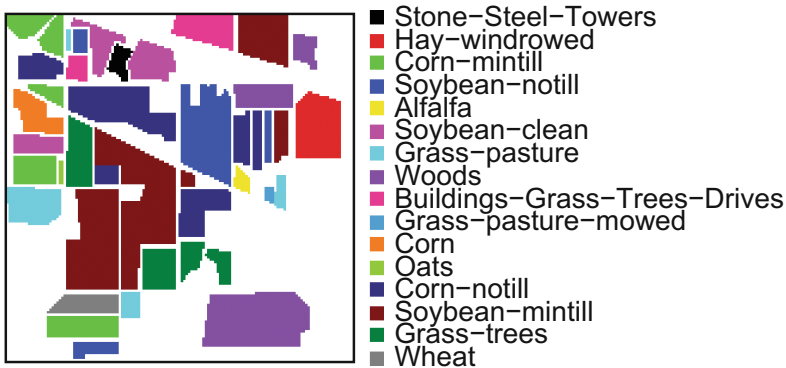 Stone−Steel−Towers
Hay−windrowed
Corn−mintill
Soybean−notill
Alfalfa
Soybean−clean
Grass−pasture
Woods
Buildings−Grass−Trees−Drives
Grass−pasture−mowed
Corn
Oats
Corn−notill
Soybean−mintill
Grass−trees
Wheat